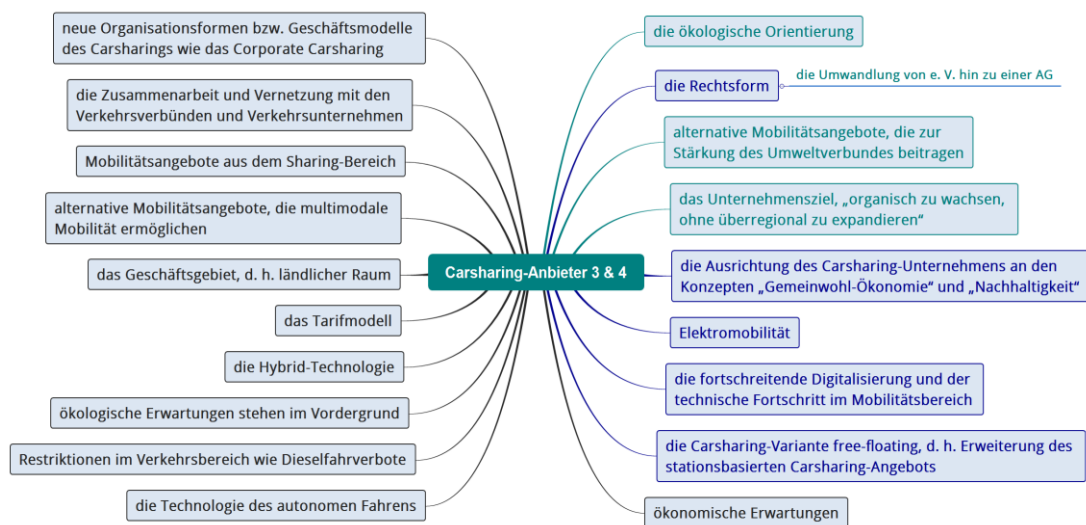 neue Organisationsformen bzw. Geschäftsmodelle
des Carsharings wie das Corporate Carsharing
die Zusammenarbeit und Vernetzung mit den
Verkehrsverbünden und Verkehrsunternehmen
Mobilitätsangebote aus dem Sharing-Bereich
alternative Mobilitätsangebote, die multimodale
Mobilität ermöglichen
das Geschäftsgebiet, d. h. ländlicher Raum
das Tarifmodell
die Hybrid-Technologie
ökologische Erwartungen stehen im Vordergrund
Restriktionen im Verkehrsbereich wie Dieselfahrverbote
die Technologie des autonomen Fahrens
Carsharing-Anbieter 3 & 4
die ökologische Orientierung
die Rechtsform
die Umwandlung von e. V. hin zu einer AG
alternative Mobilitätsangebote, die zur
Stärkung des Umweltverbundes beitragen
das Unternehmensziel, „organisch zu wachsen,
ohne überregional zu expandieren“
die Ausrichtung des Carsharing-Unternehmens an den
Konzepten „Gemeinwohl-Ökonomie“ und „Nachhaltigkeit“
Elektromobilität
die fortschreitende Digitalisierung und der
technische Fortschritt im Mobilitätsbereich
die Carsharing-Variante free-floating, d. h. Erweiterung des
stationsbasierten Carsharing-Angebots
ökonomische Erwartungen